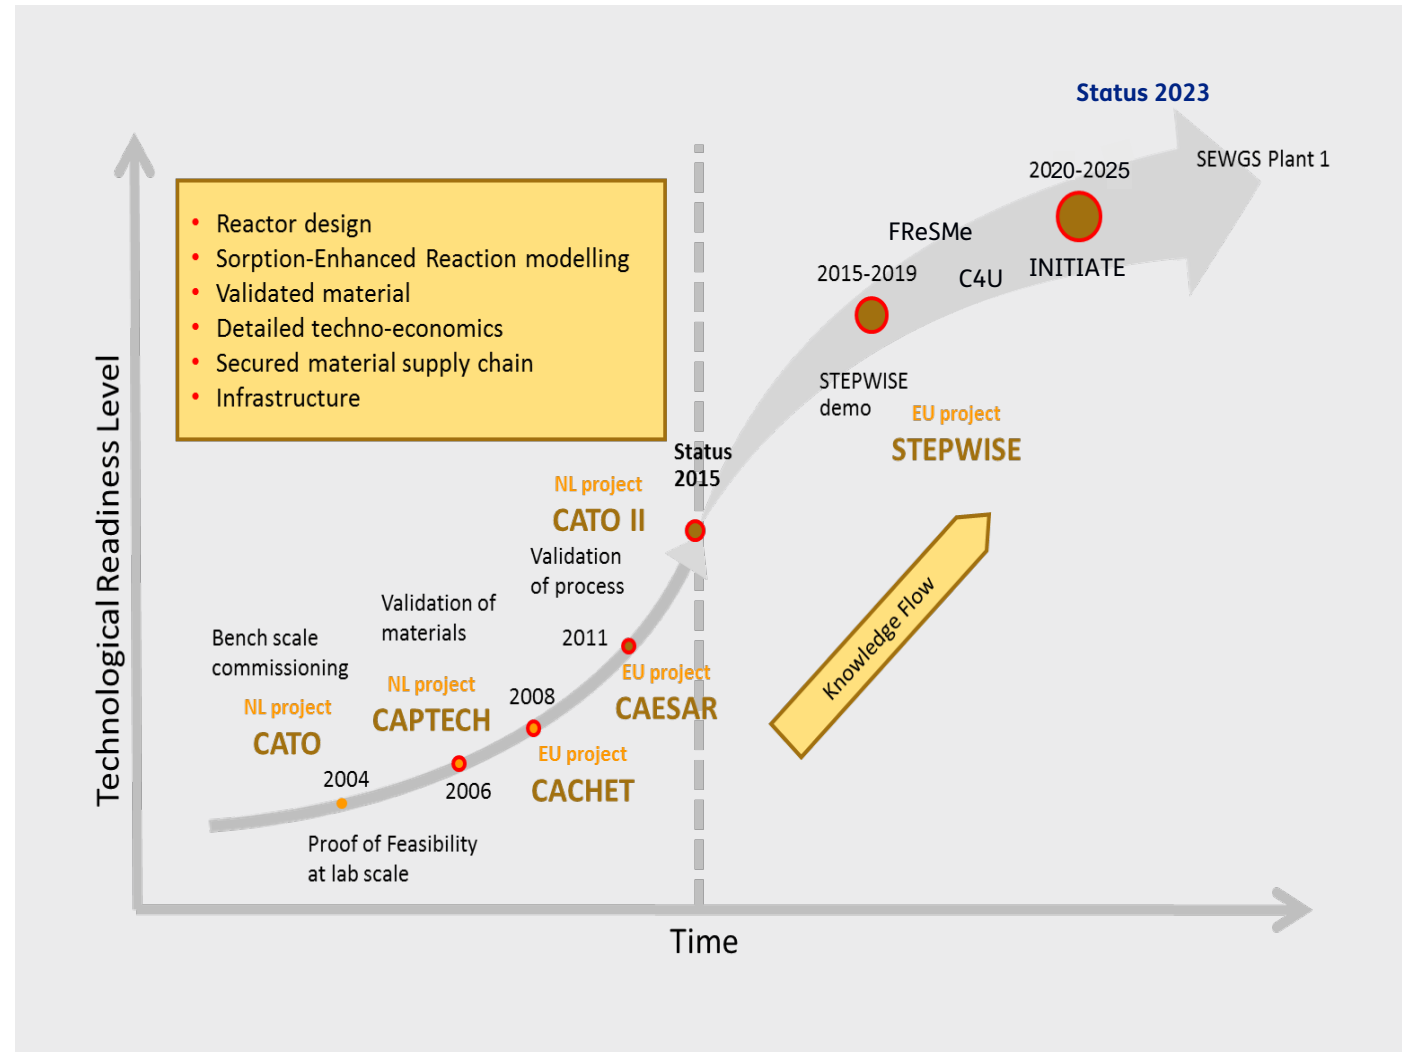 Status 2023
SEWGS Plant 1
2020-2025
INITIATE
FReSMe
C4U
2015-2019
STEPWISE
demo
EU project
STEPWISE
• Reactor design
• Sorption-Enhanced Reaction modelling
• Validated material
• Detailed techno-economics
• Secured material supply chain
• Infrastructure
Status
2015
NL project
CATO II
Validation
of process
2011
EU project
CAESAR
Validation of
materials
NL project
CAPTECH
2008
EU project
CACHET
2006
Bench scale
commissioning
NL project
CATO
2004
Proof of Feasibility
at lab scale
Knowledge Flow
Technological Readiness Level
Time